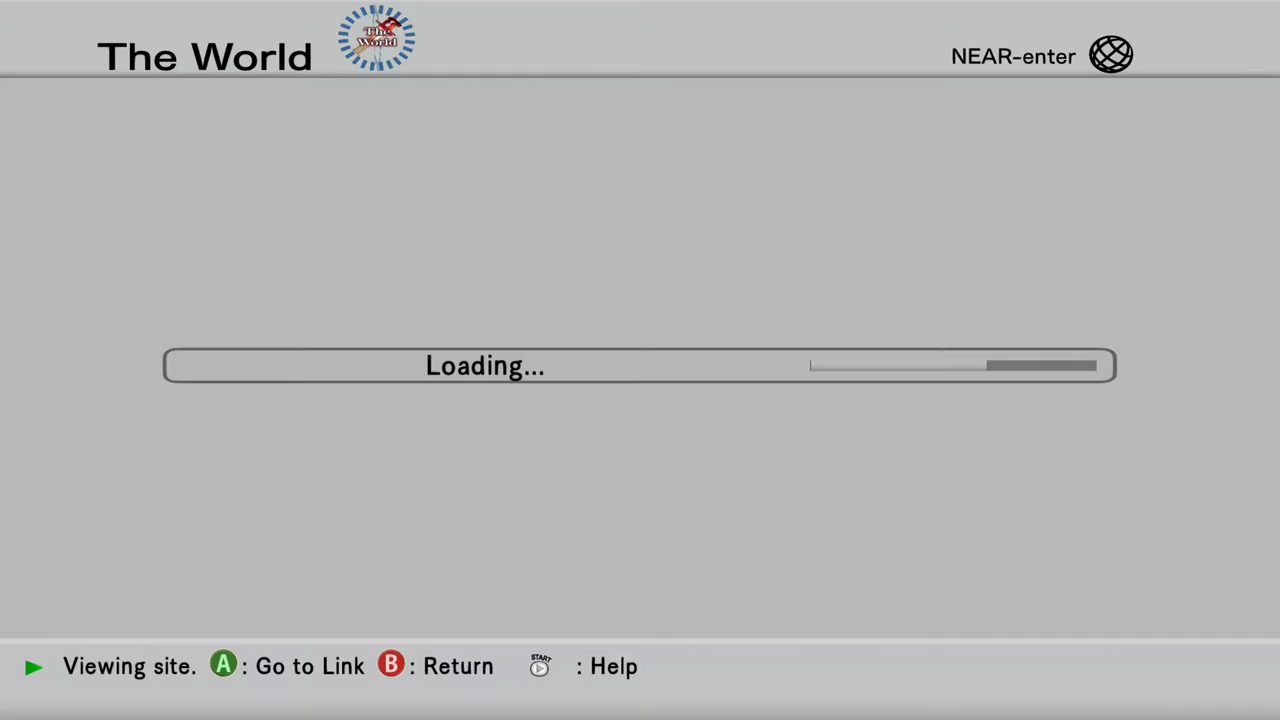 The World
The
World
NEAR-enter
Loading...
Viewing site. A : Go to Link B : Return START : Help